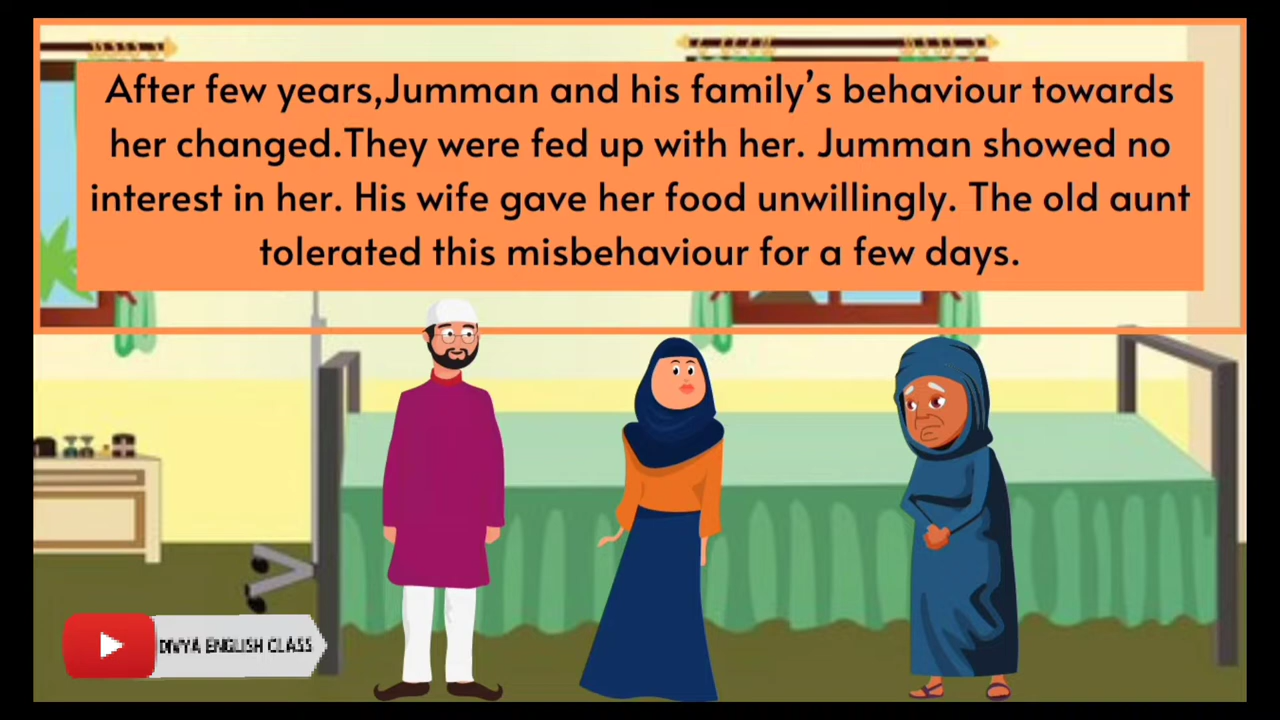 After few years,Jumman and his family's behaviour towards
her changed.They were fed up with her. Jumman showed no
interest in her. His wife gave her food unwillingly. The old aunt
tolerated this misbehaviour for a few days.
DIVYA ENGLISH CLASS